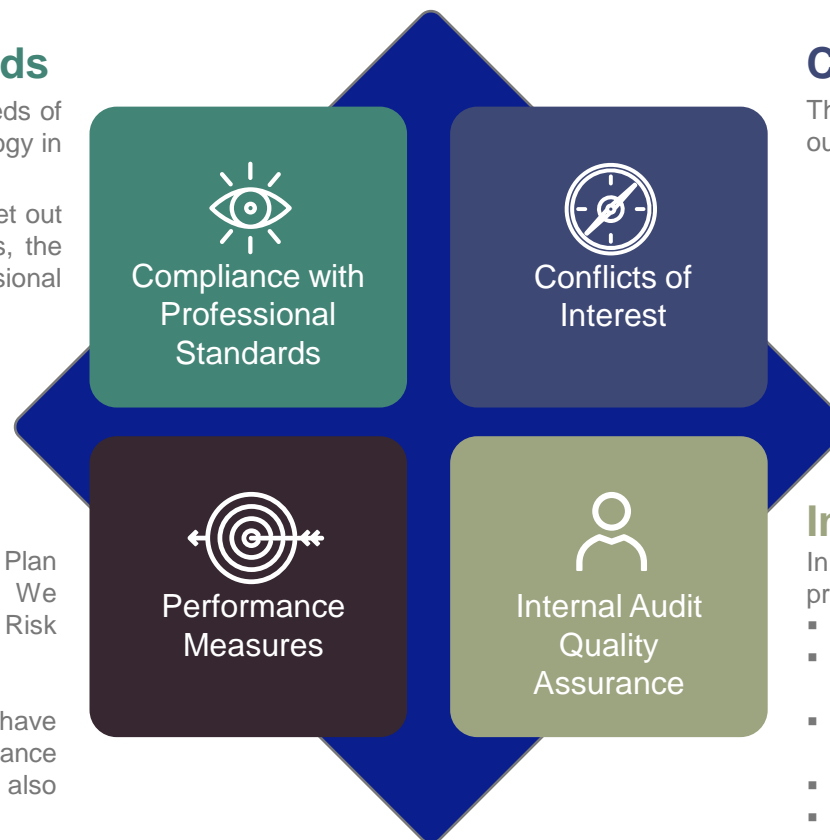 ds
eds of
ogy in
et out
s, the
sional
Compliance with
Professional
Standards
Conflicts of
Interest
C
Th
ou
Plan
We
Risk
have
ance
also
Performance
Measures
Internal Audit
Quality
Assurance
In
In
pr